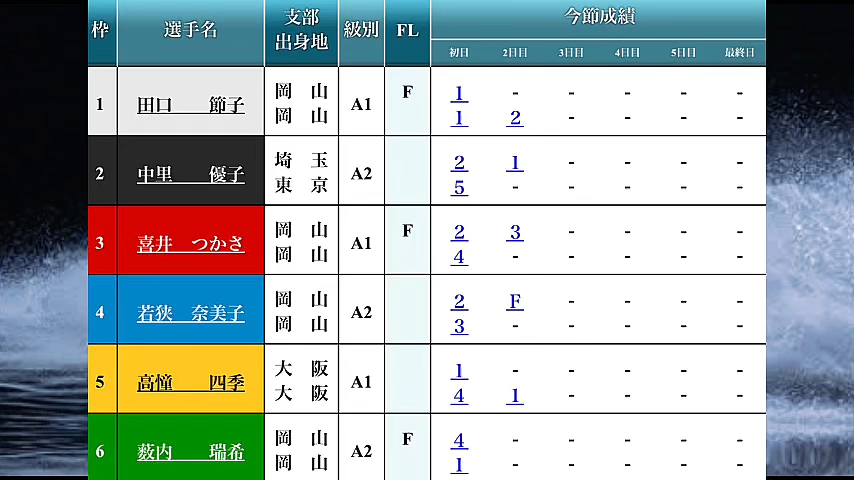 枠 選手名 支部 出身地 級別 FL 今節成績
初日 2日目 3日目 4日目 5日目 最終日
1 田口 節子 岡 山 A1 F 1 - - - - -
岡 山 1 2 - - - -
2 中里 優子 埼 玉 A2 2 1 - - - -
東 京 5 - - - - -
3 喜井 つかさ 岡 山 A1 F 2 3 - - - -
岡 山 4 - - - - -
4 若狭 奈美子 岡 山 A2 2 F - - - -
岡 山 3 - - - - -
5 高憧 四季 大 阪 A1 1 - - - - -
大 阪 4 1 - - - -
6 薮内 瑞希 岡 山 A2 F 4 - - - - -
岡 山 1 - - - - -